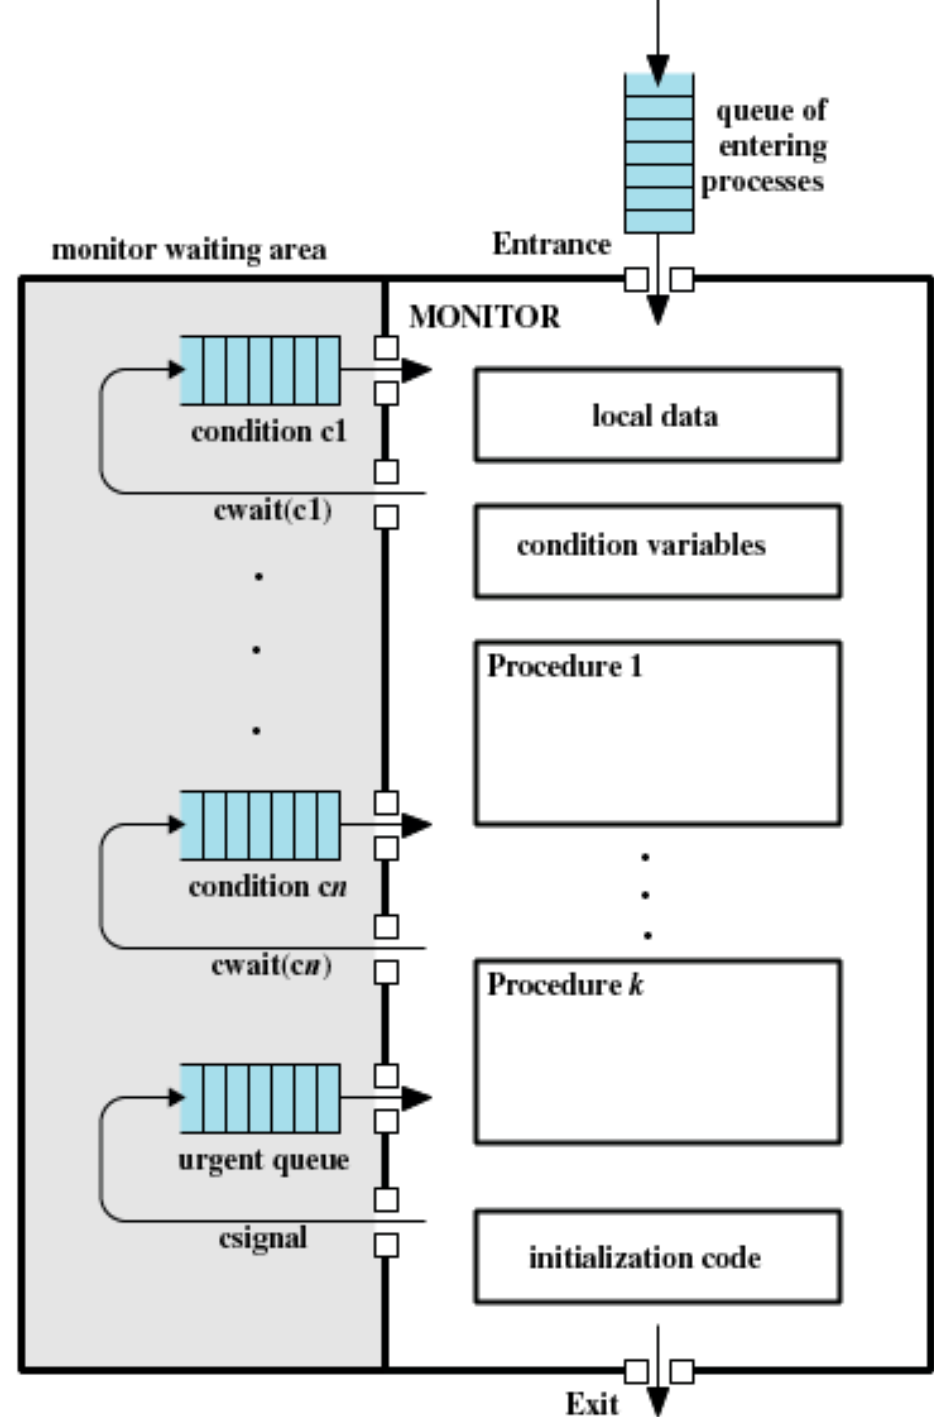 queue of
entering
processes
Entrance
monitor waiting area
MONITOR
condition c1
cwait(c1)
local data
condition variables
Procedure 1
condition cn
cwait(cn)
Procedure k
urgent queue
csignal
initialization code
Exit